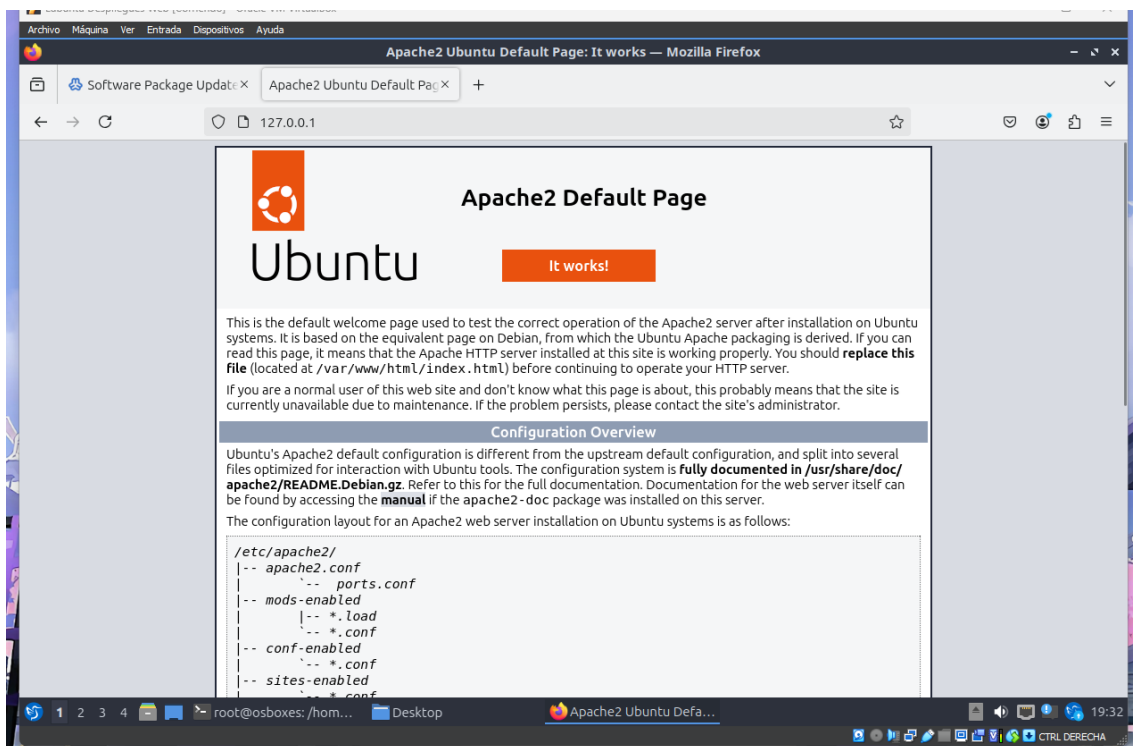 Archivo Máquina Ver Entrada Dispositivos Ayuda
Apache2 Ubuntu Default Page: It works — Mozilla Firefox
Software Package Update
Apache2 Ubuntu Default Pag
127.0.0.1
Apache2 Default Page
Ubuntu
It works!
This is the default welcome page used to test the correct operation of the Apache2 server after installation on Ubuntu
systems. It is based on the equivalent page on Debian, from which the Ubuntu Apache packaging is derived. If you can
read this page, it means that the Apache HTTP server installed at this site is working properly. You should replace this
file (located at /var/www/html/index.html) before continuing to operate your HTTP server.
If you are a normal user of this web site and don't know what this page is about, this probably means that the site is
currently unavailable due to maintenance. If the problem persists, please contact the site's administrator.
Configuration Overview
Ubuntu's Apache2 default configuration is different from the upstream default configuration, and split into several
files optimized for interaction with Ubuntu tools. The configuration system is fully documented in /usr/share/doc/
apache2/README.Debian.gz. Refer to this for the full documentation. Documentation for the web server itself can
be found by accessing the manual if the apache2-doc package was installed on this server.
The configuration layout for an Apache2 web server installation on Ubuntu systems is as follows:
/etc/apache2/
|-- apache2.conf
|       `--  ports.conf
|-- mods-enabled
|       |-- *.load
|       `-- *.conf
|-- conf-enabled
|       `-- *.conf
|-- sites-enabled
|       `-- *.conf
1 2 3 4 root@osboxes: /hom... Desktop Apache2 Ubuntu Defa... 19:32
CTRL DERECHA